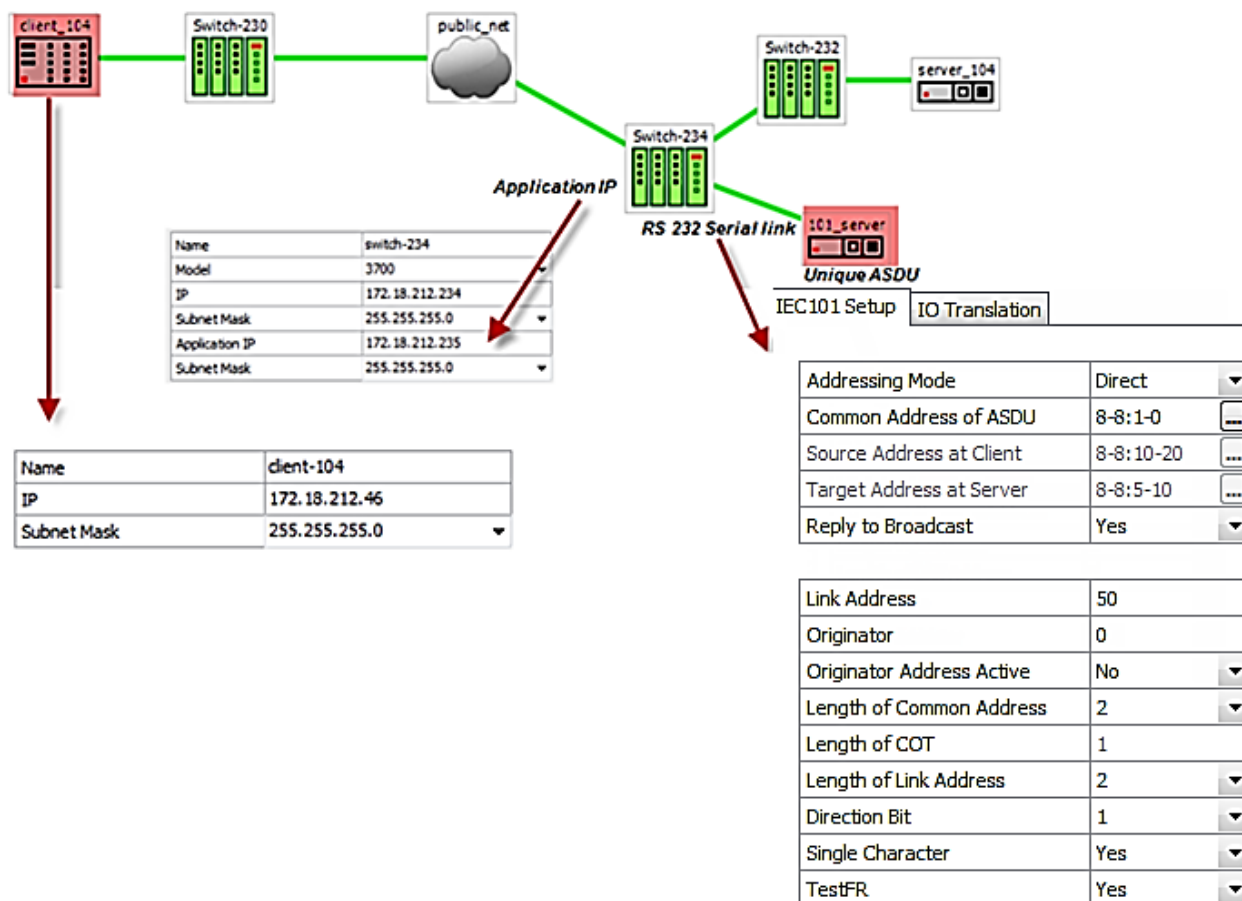 client_104
Switch-230
public_net
Switch-232
server_104
Switch-234
Application IP
RS 232 Serial link
101_server
Unique ASDU
Name switch-234
Model 3700
IP 172.18.212.234
Subnet Mask 255.255.255.0
Application IP 172.18.212.235
Subnet Mask 255.255.255.0
IEC101 Setup IO Translation
Addressing Mode Direct
Common Address of ASDU 8-8:1-0 ...
Source Address at Client 8-8:10-20 ...
Target Address at Server 8-8:5-10 ...
Reply to Broadcast Yes
Name client-104
IP 172.18.212.46
Subnet Mask 255.255.255.0
Link Address 50
Originator 0
Originator Address Active No
Length of Common Address 2
Length of COT 1
Length of Link Address 2
Direction Bit 1
Single Character Yes
TestFR Yes